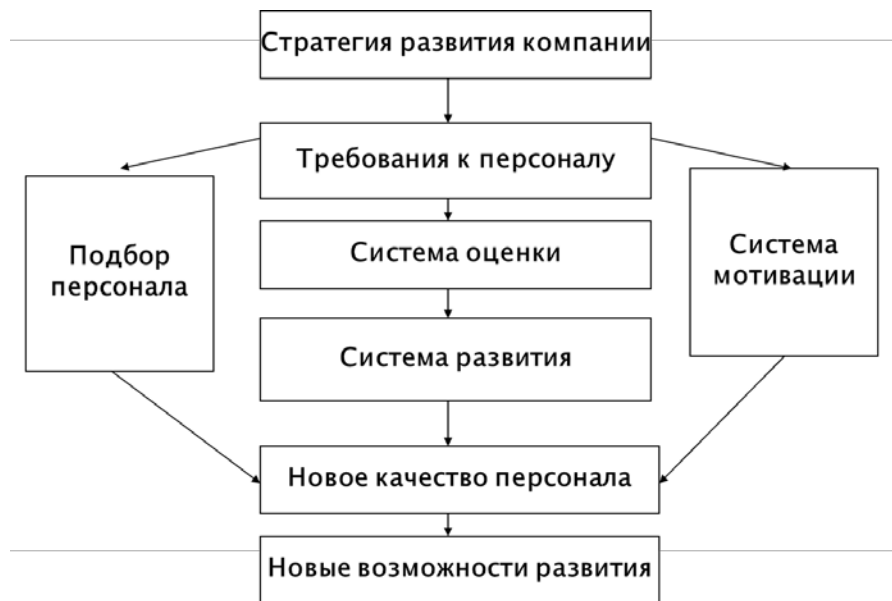 Стратегия развития компании
Требования к персоналу
Подбор
персонала
Система оценки
Система
мотивации
Система развития
Новое качество персонала
Новые возможности развития